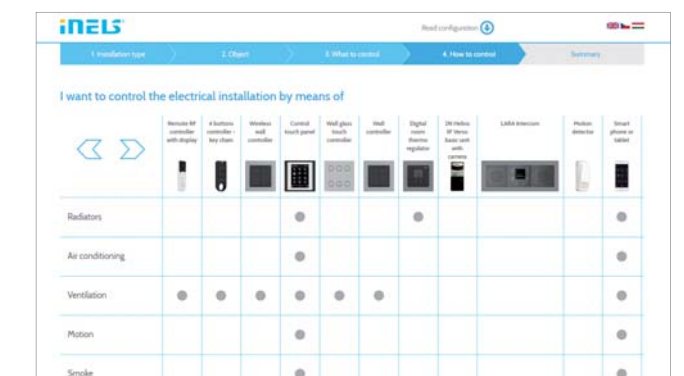 iNELS
Read configuration
1. Installation type
2. Object
3. What to control
4. How to control
Summary
I want to control the electrical installation by means of
Remote RF controller with display
4 buttons controller - key chain
Wireless wall controller
Control touch panel
Wall glass touch controller
Wall controller
Digital room thermo regulator
2N Helios IP Verso basic unit with camera
LARA Intercom
Motion detector
Smart phone or tablet
Radiators
Air conditioning
Ventilation
Motion
Smoke